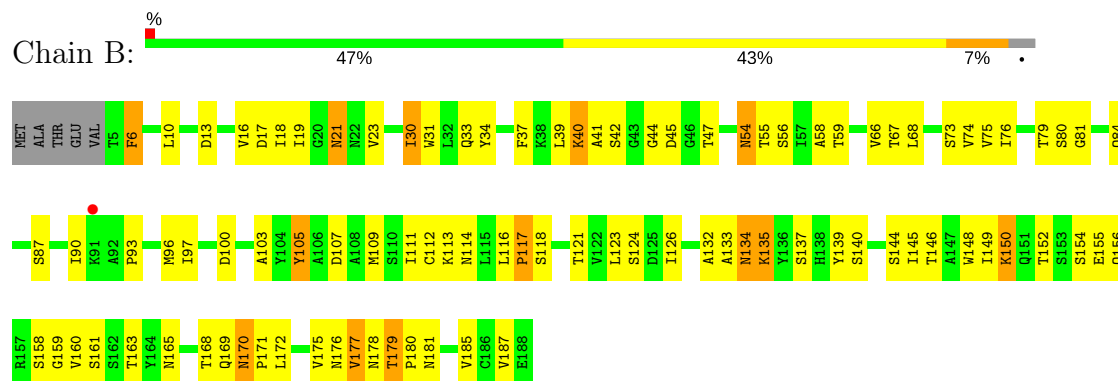 %
Chain B:
47% 43% 7% •
MET ALA THR GLU VAL T5 F6 L10 D13 V16 D17 I18 I19 G20 N21 N22 V23 I30 W31 L32 Q33 Y34 F37 K38 L39 K40 A41 S42 G43 G44 D45 G46 T47 N54 T55 S56 I57 A58 T59 V66 T67 L68 S73 V74 V75 I76 T79 S80 G81
S87 I90 K91 A92 P93 M96 I97 D100 A103 Y104 Y105 A106 D107 A108 M109 S110 I111 C112 K113 N114 L115 L116 P117 S118 T121 V122 L123 S124 D125 I126 A132 A133 N134 K135 Y136 S137 H138 Y139 S140 S144 I145 T146 A147 W148 I149 K150 Q151 T152 S153 S154 E155
R157 S158 G159 V160 S161 S162 T163 Y164 N165 T168 Q169 N170 P171 L172 V175 N176 V177 N178 T179 P180 N181 V185 C186 V187 E188